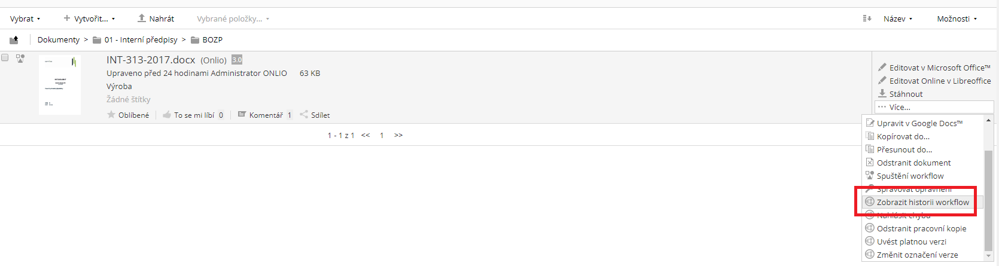 Vybrat
Vytvořit...
Nahrát
Vybrané položky...
Název
Možnosti
Dokumenty > 01 - Interní předpisy > BOZP
INT-313-2017.docx (Onlio) 3.0
Upraveno před 24 hodinami Administrator ONLIO 63 KB
Výroba
Žádné štítky
Oblíbené
To se mi líbí 0
Komentář 1
Sdílet
Editovat v Microsoft Office™
Editovat Online v Libreoffice
Stáhnout
Více...
1 - 1 z 1 << 1 >>
Upravit v Google Docs™
Kopírovat do...
Přesunout do...
Odstranit dokument
Spuštění workflow
Spravovat oprávnění
Zobrazit historii workflow
Nahlásit chybu
Odstranit pracovní kopie
Uvést platnou verzi
Změnit označení verze